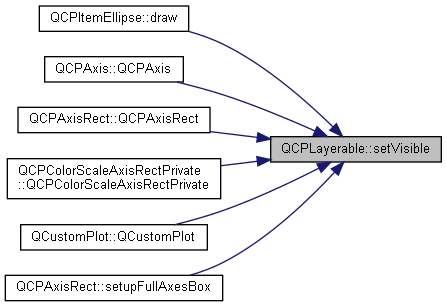 QCPItemEllipse::draw
QCPAxis::QCPAxis
QCPAxisRect::QCPAxisRect
QCPLayerable::setVisible
QCPColorScaleAxisRectPrivate
::QCPColorScaleAxisRectPrivate
QCustomPlot::QCustomPlot
QCPAxisRect::setupFullAxesBox